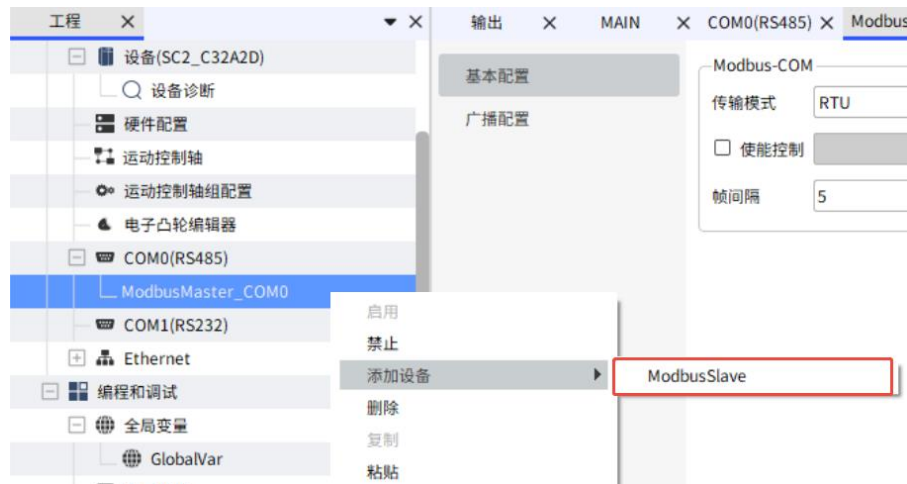 工程
输出
MAIN
COM0(RS485)
Modbus
设备(SC2_C32A2D)
设备诊断
硬件配置
运动控制轴
运动控制轴组配置
电子凸轮编辑器
COM0(RS485)
ModbusMaster_COM0
COM1(RS232)
Ethernet
编程和调试
全局变量
GlobalVar
基本配置
广播配置
Modbus-COM
传输模式
RTU
使能控制
帧间隔
5
启用
禁止
添加设备
ModbusSlave
删除
复制
粘贴